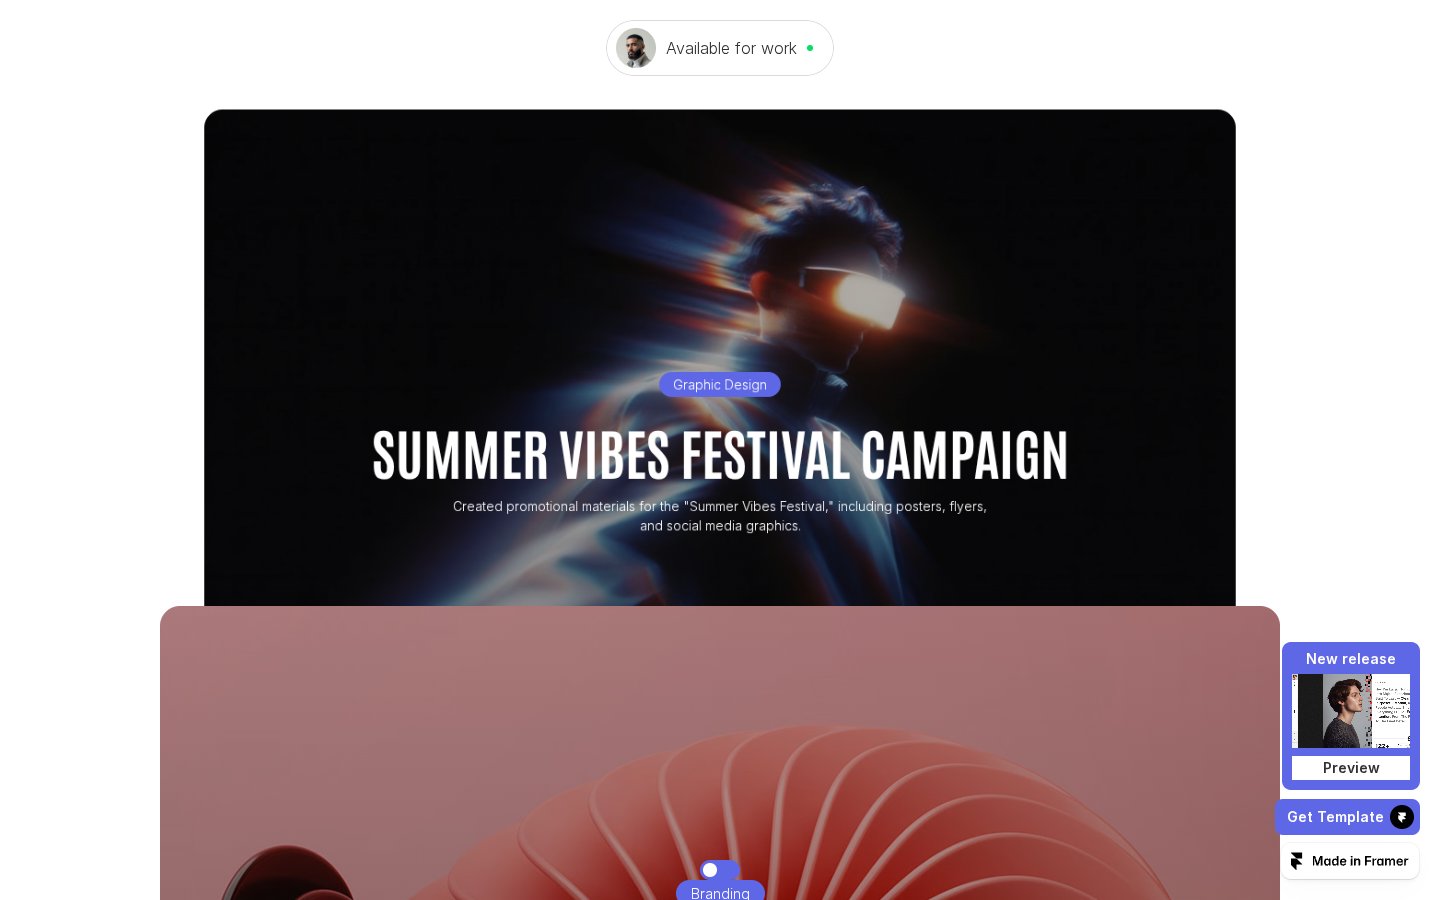 Available for work
Graphic Design
SUMMER VIBES FESTIVAL CAMPAIGN
Created promotional materials for the "Summer Vibes Festival," including posters, flyers,
and social media graphics.
New release
Preview
Get Template
Made in Framer
Branding